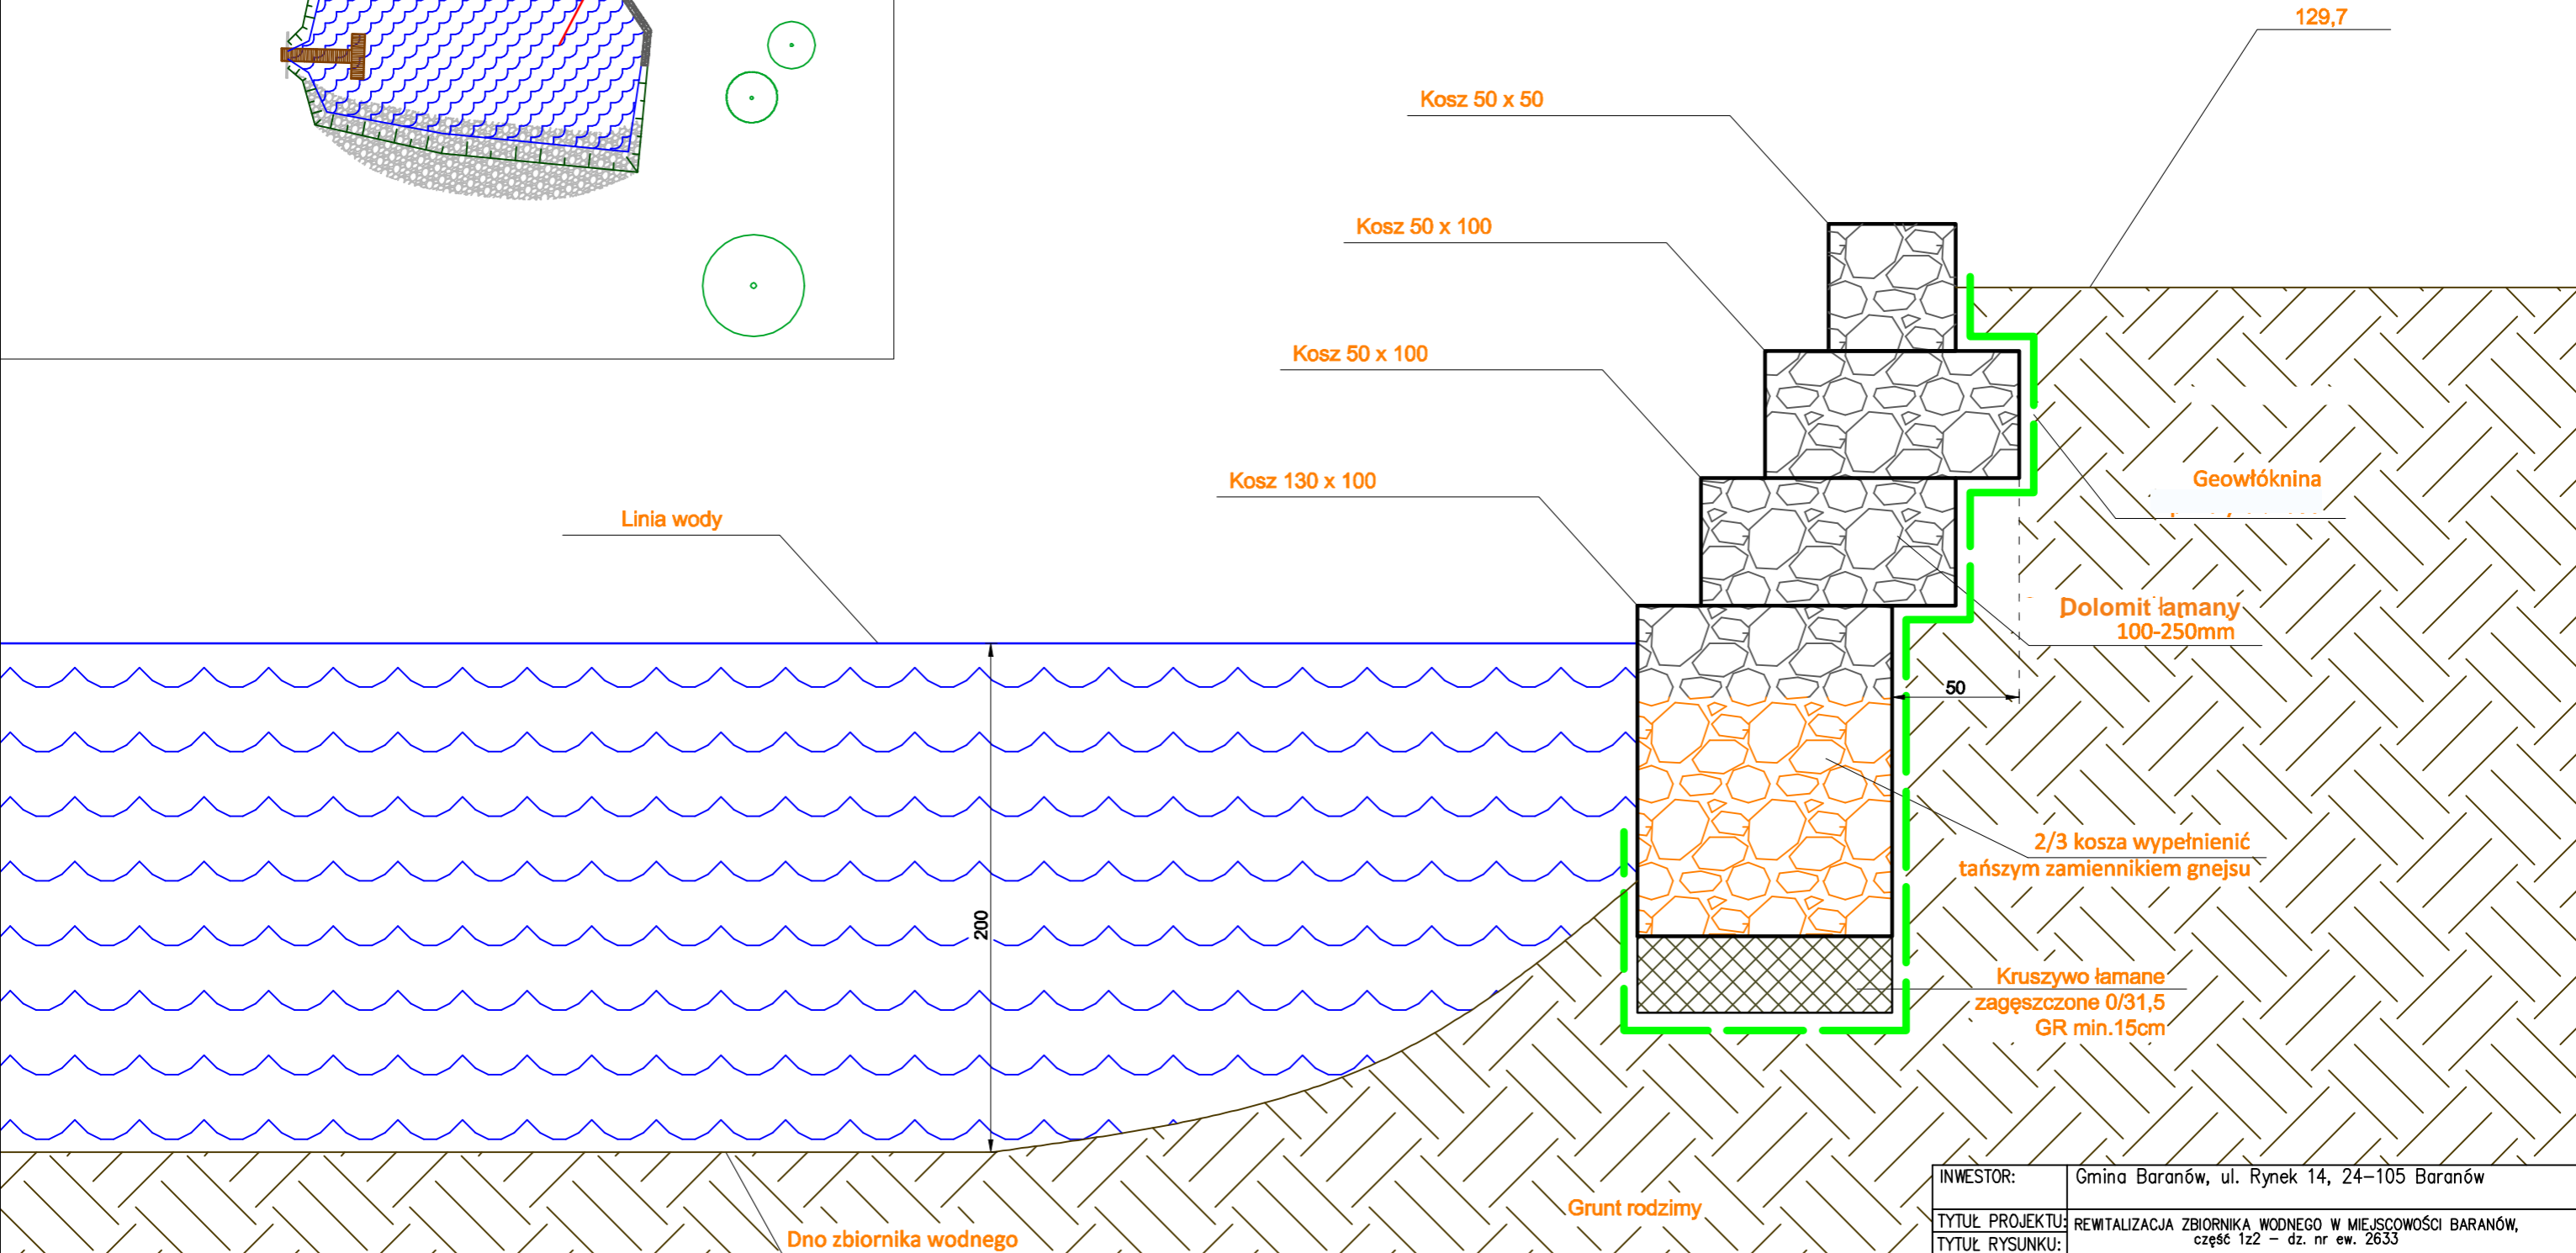 129,7
Kosz 50 x 50
Kosz 50 x 100
Kosz 50 x 100
Kosz 130 x 100
Linia wody
Geowłóknina
Dolomit łamany
100-250mm
50
2/3 kosza wypełnienić
tańszym zamiennikiem gnejsu
200
Kruszywo łamane
zagęszczone 0/31,5
GR min.15cm
Grunt rodzimy
Dno zbiornika wodnego
INWESTOR: Gmina Baranów, ul. Rynek 14, 24-105 Baranów
TYTUŁ PROJEKTU: REWITALIZACJA ZBIORNIKA WODNEGO W MIEJSCOWOŚCI BARANÓW,
część 1z2 - dz. nr ew. 2633
TYTUŁ RYSUNKU: